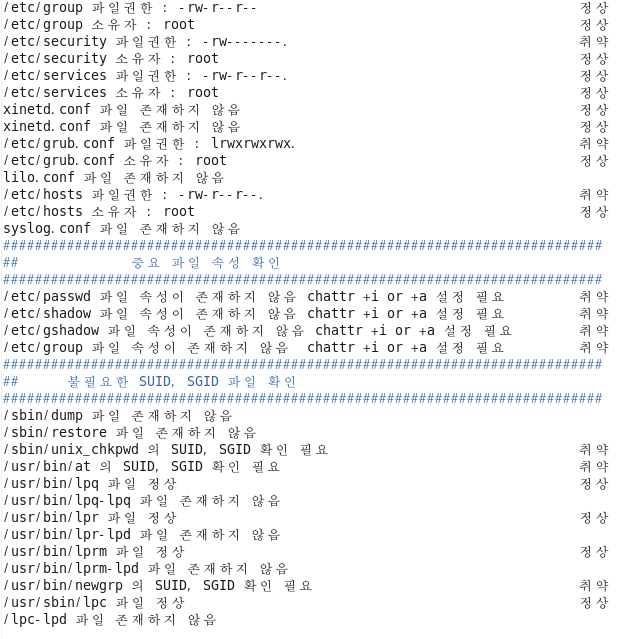 /etc/group 파일권한 : -rw-r--r-- 정상
/etc/group 소유자 : root 정상
/etc/security 파일권한 : -rw-------. 취약
/etc/security 소유자 : root 정상
/etc/services 파일권한 : -rw-r--r--. 취약
/etc/services 소유자 : root 정상
xinetd.conf 파일 존재하지 않음 정상
xinetd.conf 파일 존재하지 않음 정상
/etc/grub.conf 파일권한 : lrwxrwxrwx. 취약
/etc/grub.conf 소유자 : root 정상
lilo.conf 파일 존재하지 않음
/etc/hosts 파일권한 : -rw-r--r--. 취약
/etc/hosts 소유자 : root 정상
syslog.conf 파일 존재하지 않음
###########################################################################
## 중요 파일 속성 확인
###########################################################################
/etc/passwd 파일 속성이 존재하지 않음 chattr +i or +a 설정 필요 취약
/etc/shadow 파일 속성이 존재하지 않음 chattr +i or +a 설정 필요 취약
/etc/gshadow 파일 속성이 존재하지 않음 chattr +i or +a 설정 필요 취약
/etc/group 파일 속성이 존재하지 않음 chattr +i or +a 설정 필요 취약
###########################################################################
## 불필요한 SUID, SGID 파일 확인
###########################################################################
/sbin/dump 파일 존재하지 않음
/sbin/restore 파일 존재하지 않음
/sbin/unix_chkpwd 의 SUID, SGID 확인 필요 취약
/usr/bin/at 의 SUID, SGID 확인 필요 취약
/usr/bin/lpq 파일 정상 정상
/usr/bin/lpq-lpq 파일 존재하지 않음
/usr/bin/lpr 파일 정상 정상
/usr/bin/lpr-lpd 파일 존재하지 않음
/usr/bin/lprm 파일 정상 정상
/usr/bin/lprm-lpd 파일 존재하지 않음
/usr/bin/newgrp 의 SUID, SGID 확인 필요 취약
/usr/sbin/lpc 파일 정상 정상
/lpc-lpd 파일 존재하지 않음